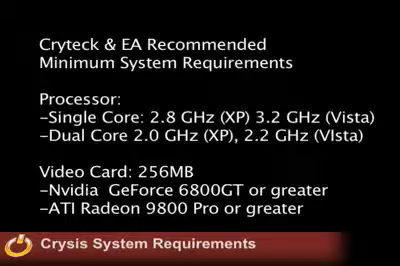 Cryteck & EA Recommended
Minimum System Requirements
Processor:
-Single Core: 2.8 GHz (XP) 3.2 GHz (Vista)
-Dual Core 2.0 GHz (XP), 2.2 GHz (VIsta)
Video Card: 256MB
-Nvidia GeForce 6800GT or greater
-ATI Radeon 9800 Pro or greater
Crysis System Requirements